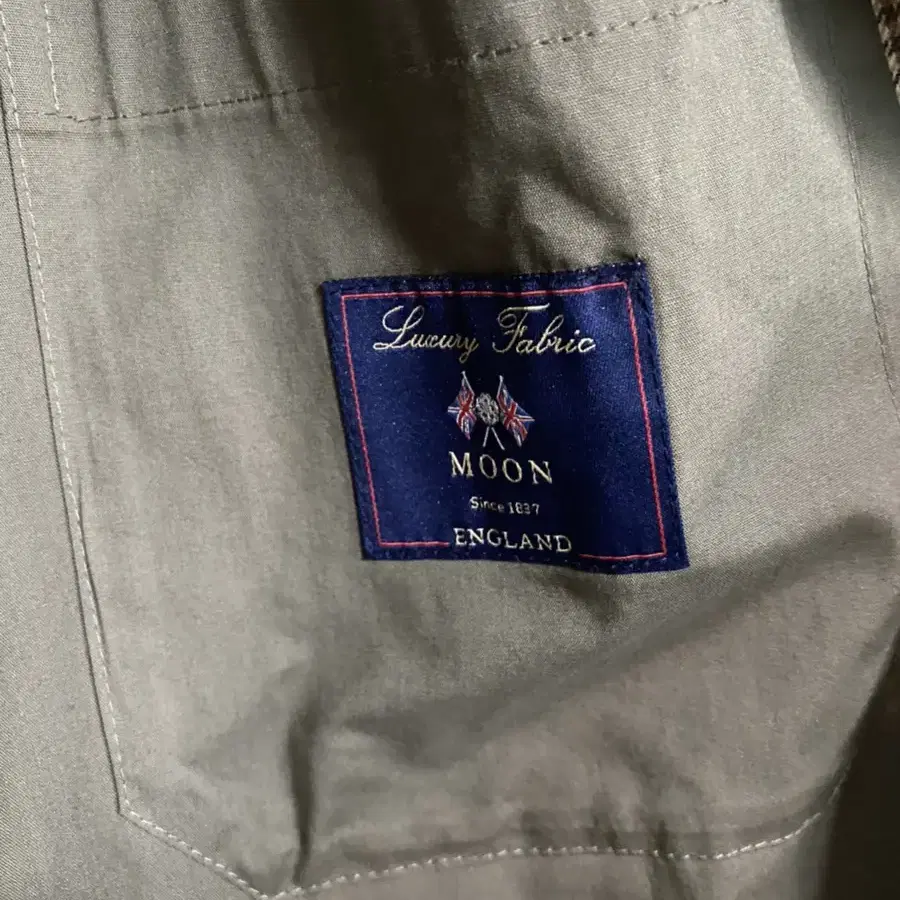 Luxury Fabric
MOON
Since 1837
ENGLAND